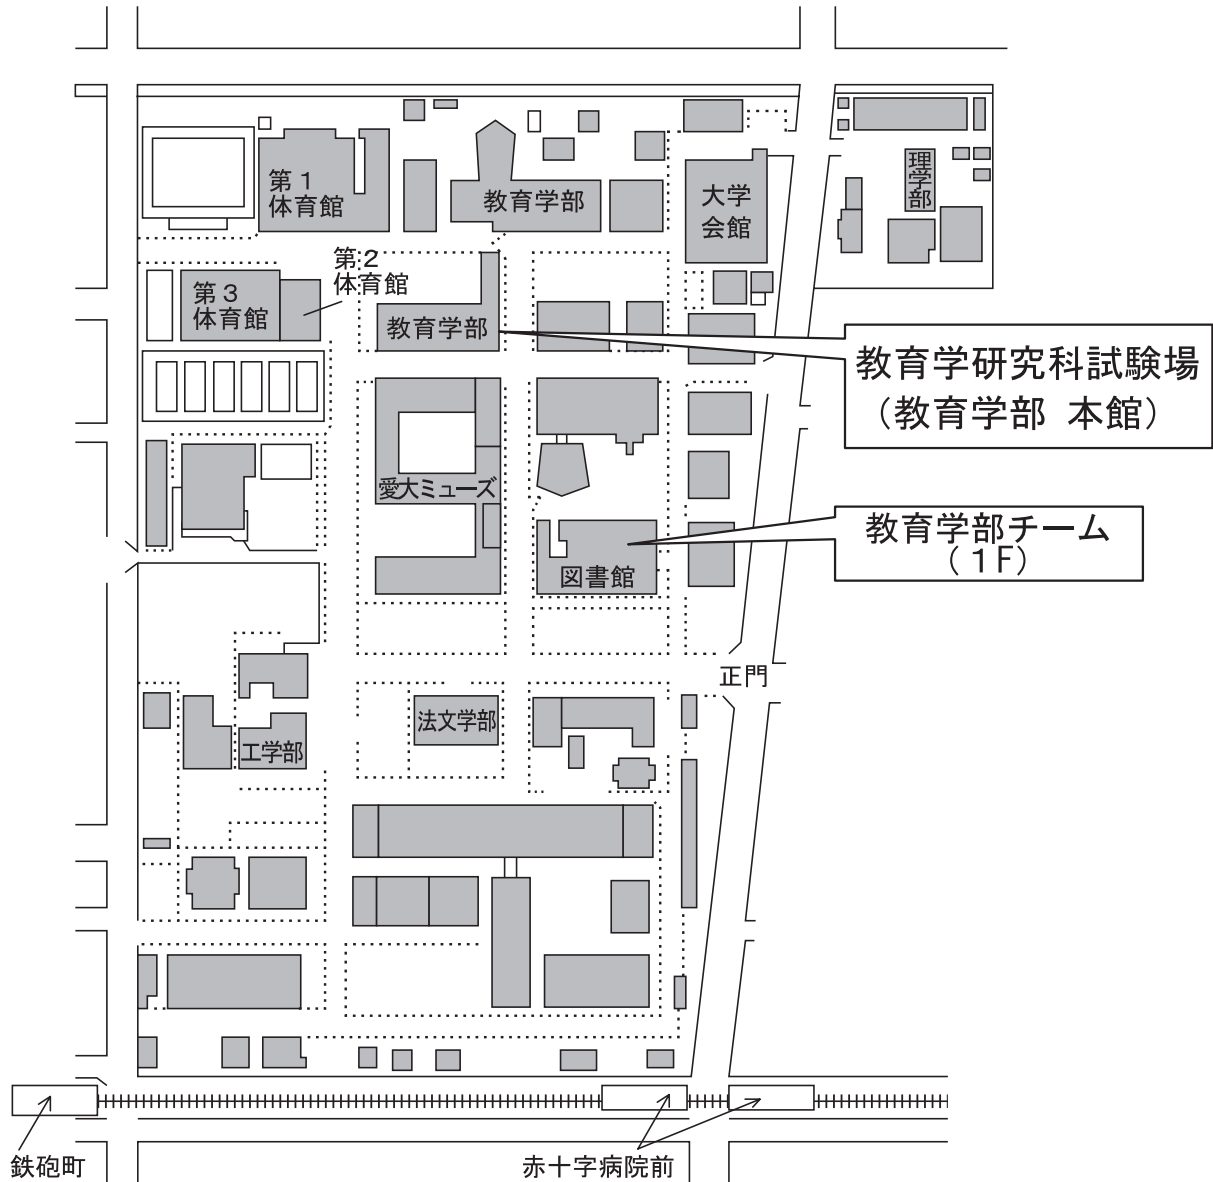 第１
体育館
教育学部
大学
会館
理学部
第２
体育館
第３
体育館
教育学部
教育学研究科試験場
（教育学部 本館）
愛大ミューズ
教育学部チーム
（１F）
図書館
正門
法文学部
工学部
鉄砲町
赤十字病院前